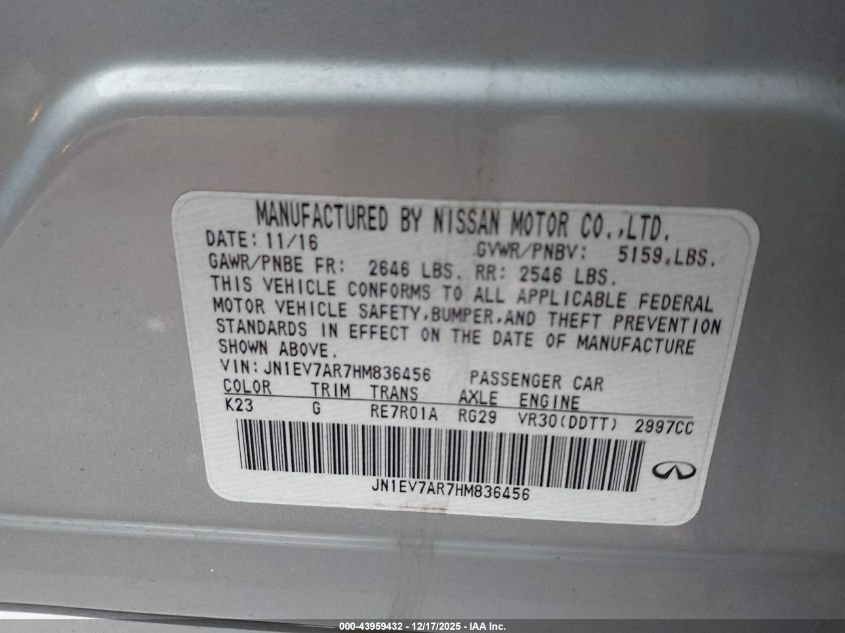 MANUFACTURED BY NISSAN MOTOR CO.,LTD.
DATE: 11/16 GVWR/PNBV: 5159 LBS.
GAWR/PNBE FR: 2646 LBS. RR: 2546 LBS.
THIS VEHICLE CONFORMS TO ALL APPLICABLE FEDERAL
MOTOR VEHICLE SAFETY,BUMPER,AND THEFT PREVENTION
STANDARDS IN EFFECT ON THE DATE OF MANUFACTURE
SHOWN ABOVE.
VIN: JN1EV7AR7HM836456 PASSENGER CAR
COLOR TRIM TRANS AXLE ENGINE
K23 G RE7R01A RG29 VR30(DDTT) 2997CC
JN1EV7AR7HM836456
000-43959432 - 12/17/2025 - IAA Inc.